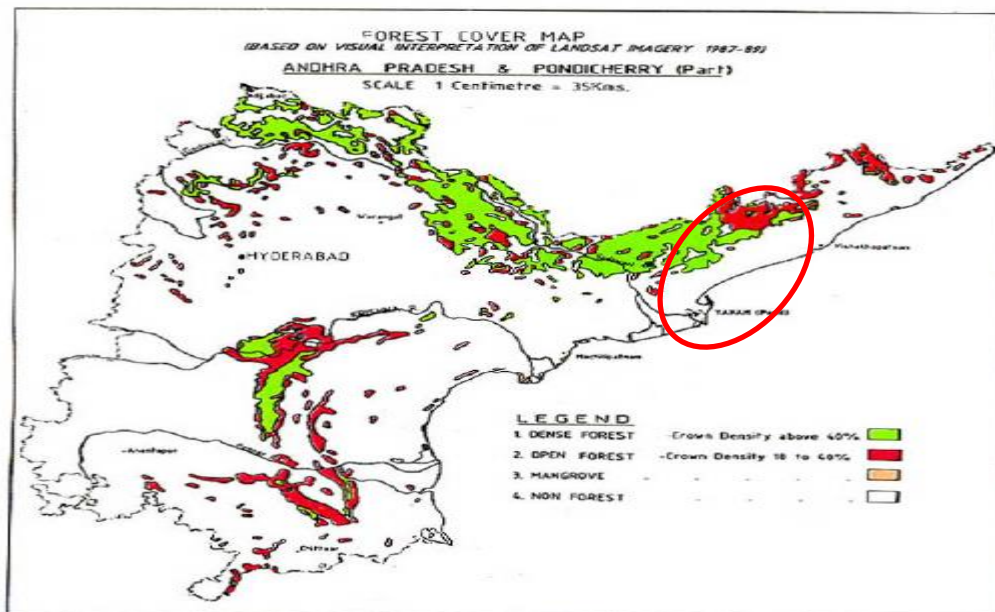 FOREST COVER MAP
(BASED ON VISUAL INTERPRETATION OF LANDSAT IMAGERY 1987-89)
ANDHRA PRADESH & PONDICHERRY (Part)
SCALE 1 Centimetre = 35Kms.
Warangal
HYDERABAD
Vishakhapatnam
YANAM (Pond)
Machilipatnam
Anantapur
Chittoor
LEGEND
1. DENSE FOREST -Crown Density above 40%
2. OPEN FOREST -Crown Density 10 to 40%
3. MANGROVE - - - -
4. NON FOREST - - - -